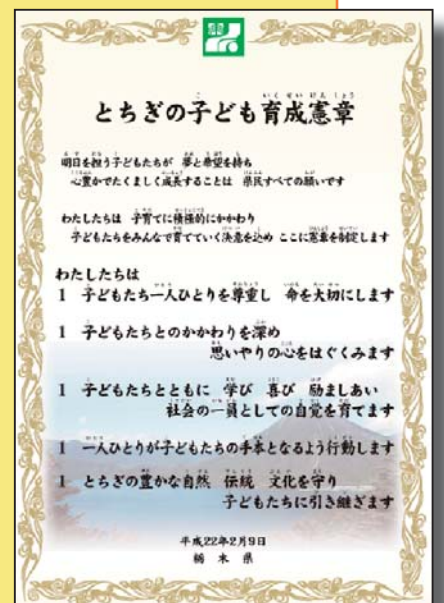 とちぎの子ども育成憲章
明日を担う子どもたちが 夢と希望を持ち
心豊かでたくましく成長することは 県民すべての願いです
わたしたちは 子育てに積極的にかかわり
子どもたちをみんなで育てていく決意を込め ここに憲章を制定します
わたしたちは
1 子どもたち一人ひとりを尊重し 命を大切にします
1 子どもたちとのかかわりを深め
思いやりの心をはぐくみます
1 子どもたちとともに 学び 喜び 励ましあい
社会の一員としての自覚を育てます
1 一人ひとりが子どもたちの手本となるよう行動します
1 とちぎの豊かな自然 伝統 文化を守り
子どもたちに引き継ぎます
平成22年2月9日
栃木県